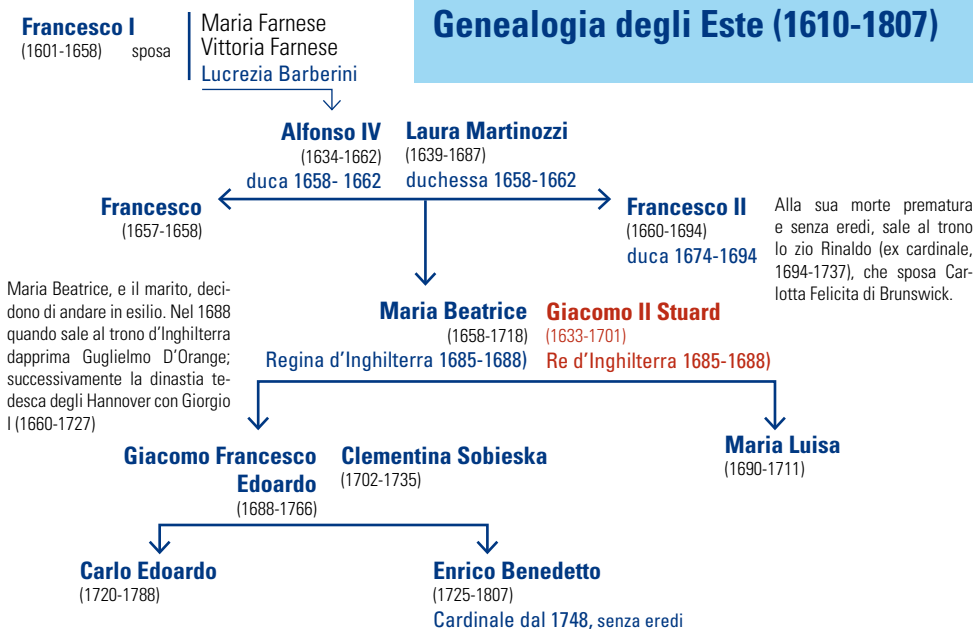 Genealogia degli Este (1610-1807)
Francesco I
(1601-1658) sposa
Maria Farnese
Vittoria Farnese
Lucrezia Barberini
Alfonso IV
(1634-1662)
duca 1658- 1662
Laura Martinozzi
(1639-1687)
duchessa 1658-1662
Francesco
(1657-1658)
Francesco II
(1660-1694)
duca 1674-1694
Alla sua morte prematura
e senza eredi, sale al trono
lo zio Rinaldo (ex cardinale,
1694-1737), che sposa Car-
lotta Felicita di Brunswick.
Maria Beatrice, e il marito, deci-
dono di andare in esilio. Nel 1688
quando sale al trono d'Inghilterra
dapprima Guglielmo D'Orange;
successivamente la dinastia te-
desca degli Hannover con Giorgio
I (1660-1727)
Maria Beatrice
(1658-1718)
Regina d'Inghilterra 1685-1688)
Giacomo II Stuard
(1633-1701)
Re d'Inghilterra 1685-1688)
Giacomo Francesco
Edoardo
(1688-1766)
Clementina Sobieska
(1702-1735)
Maria Luisa
(1690-1711)
Carlo Edoardo
(1720-1788)
Enrico Benedetto
(1725-1807)
Cardinale dal 1748, senza eredi